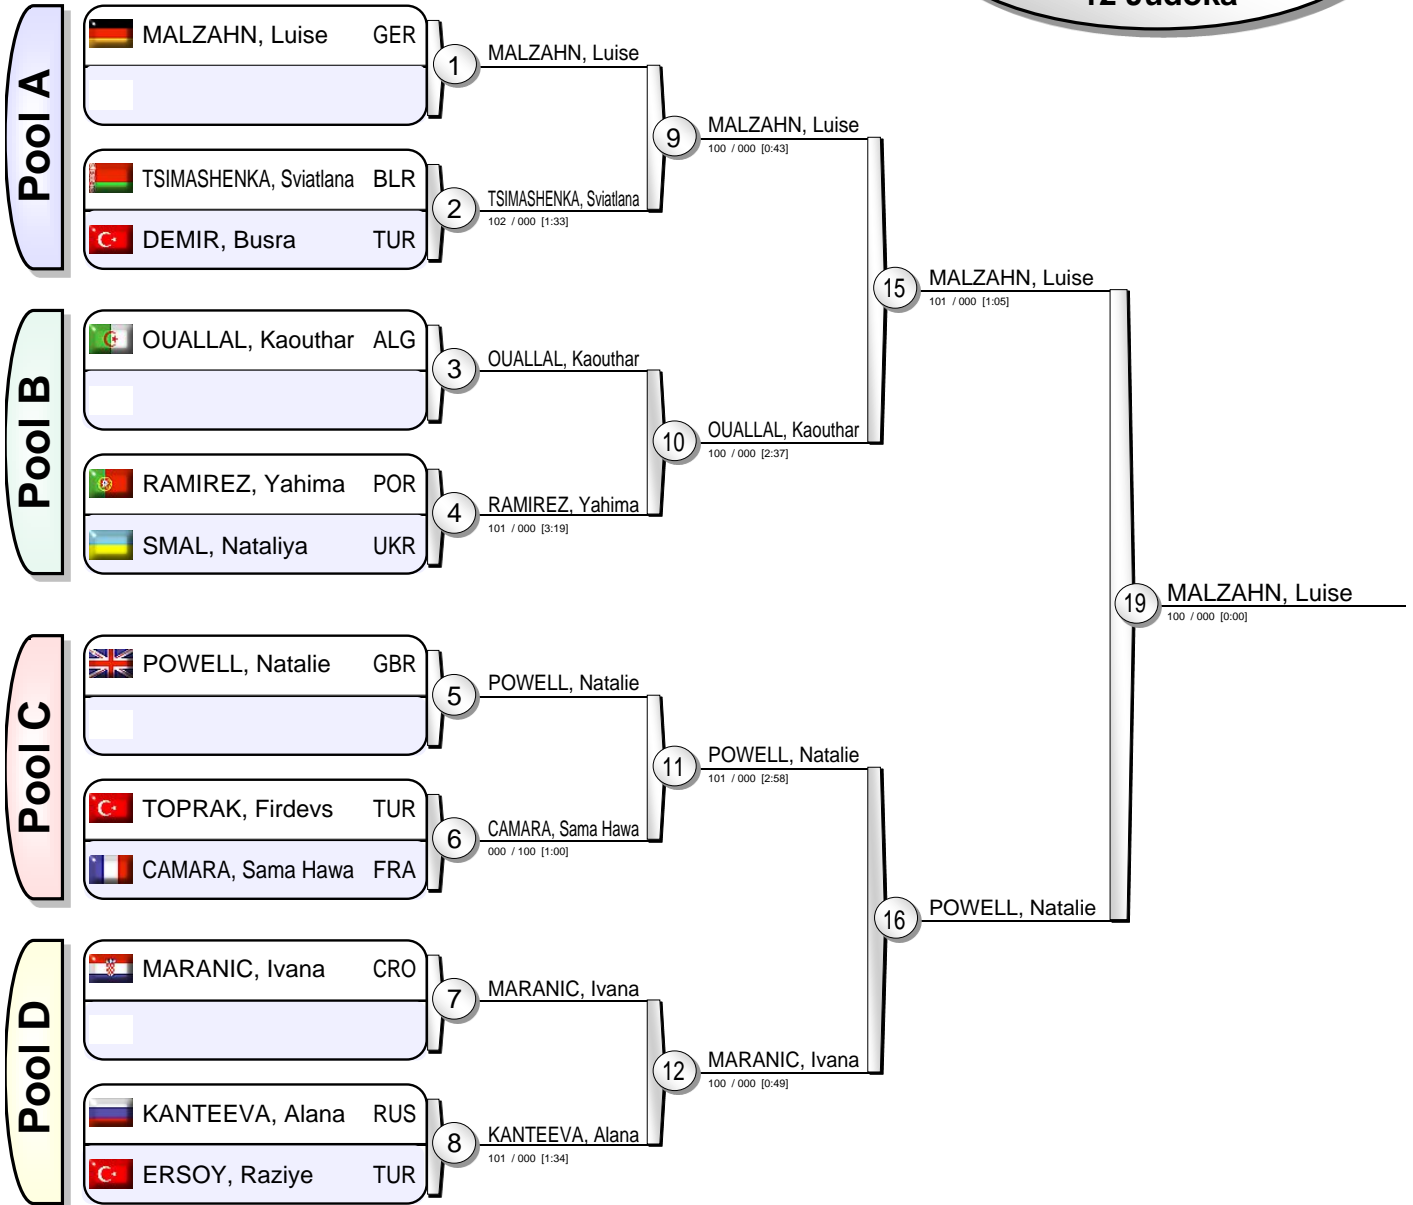 12 Judoka
Pool A
MALZAHN, Luise GER
TSIMASHENKA, Sviatlana BLR
DEMIR, Busra TUR
Pool B
OUALLAL, Kaouthar ALG
RAMIREZ, Yahima POR
SMAL, Nataliya UKR
Pool C
POWELL, Natalie GBR
TOPRAK, Firdevs TUR
CAMARA, Sama Hawa FRA
Pool D
MARANIC, Ivana CRO
KANTEEVA, Alana RUS
ERSOY, Raziye TUR
1
MALZAHN, Luise
2
TSIMASHENKA, Sviatlana
102 / 000 [1:33]
3
OUALLAL, Kaouthar
4
RAMIREZ, Yahima
101 / 000 [3:19]
5
POWELL, Natalie
6
CAMARA, Sama Hawa
000 / 100 [1:00]
7
MARANIC, Ivana
8
KANTEEVA, Alana
101 / 000 [1:34]
9
MALZAHN, Luise
100 / 000 [0:43]
10
OUALLAL, Kaouthar
100 / 000 [2:37]
11
POWELL, Natalie
101 / 000 [2:58]
12
MARANIC, Ivana
100 / 000 [0:49]
15
MALZAHN, Luise
101 / 000 [1:05]
16
POWELL, Natalie
19
MALZAHN, Luise
100 / 000 [0:00]